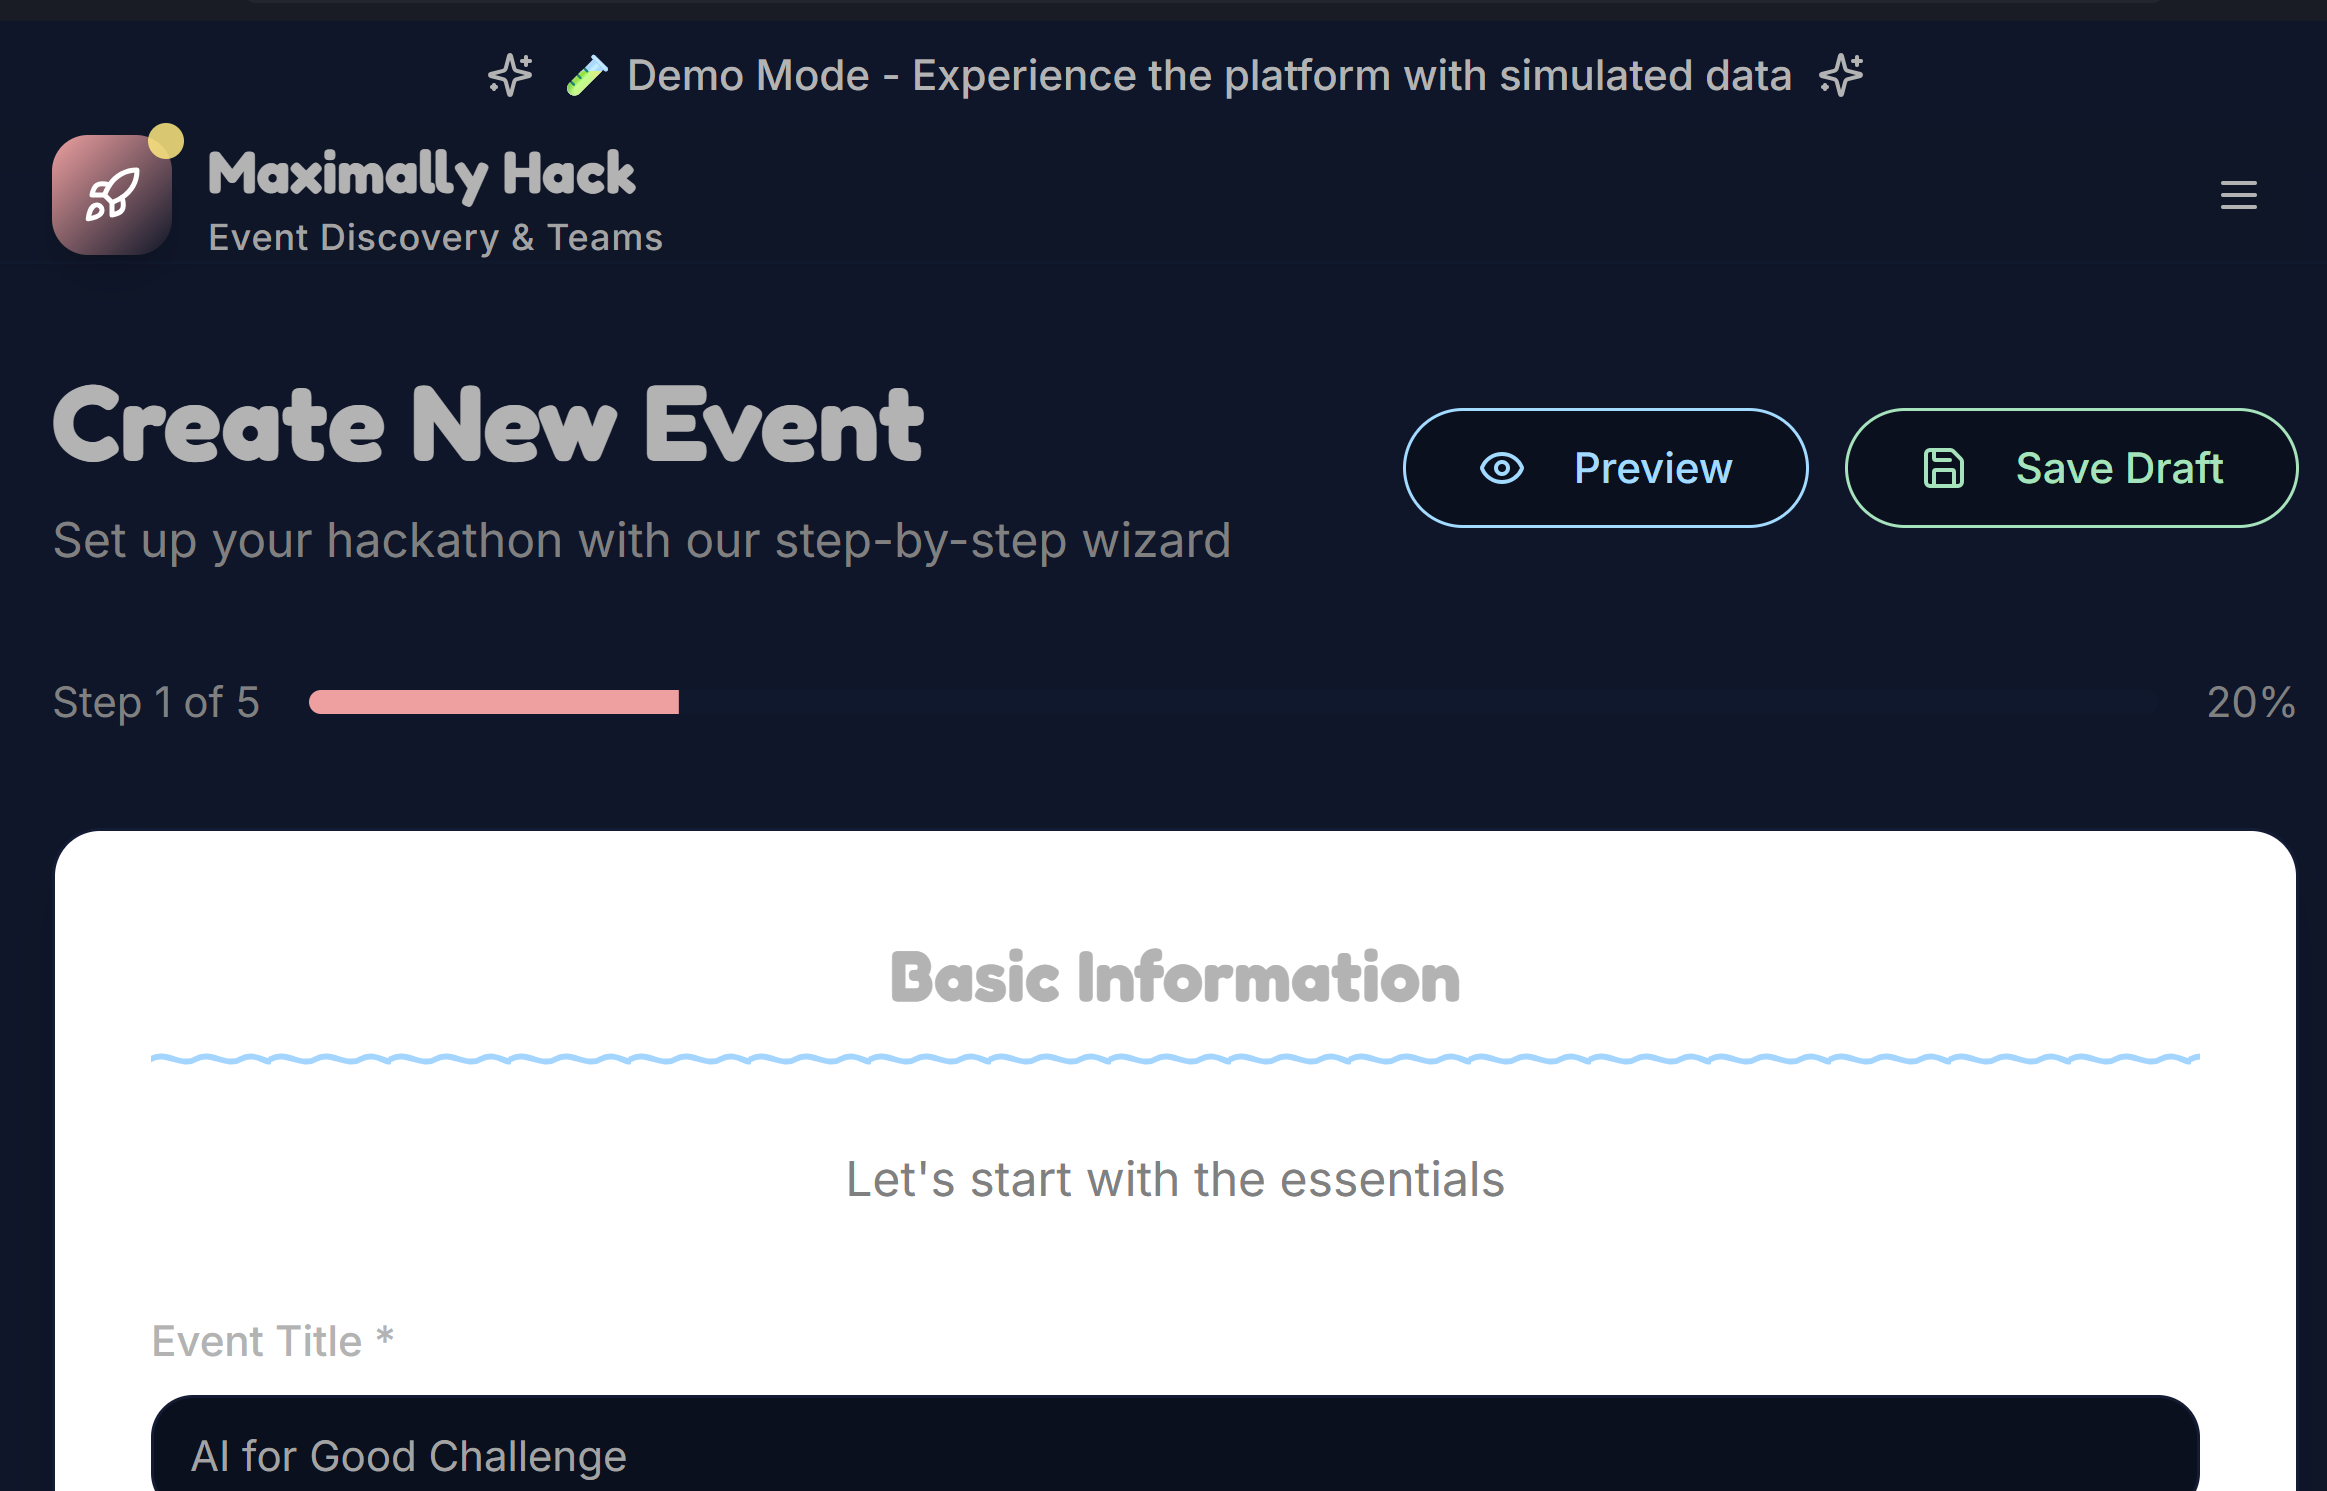 🧪 Demo Mode - Experience the platform with simulated data
Maximally Hack
Event Discovery & Teams
Create New Event
Set up your hackathon with our step-by-step wizard
Preview
Save Draft
Step 1 of 5
20%
Basic Information
Let's start with the essentials
Event Title *
AI for Good Challenge